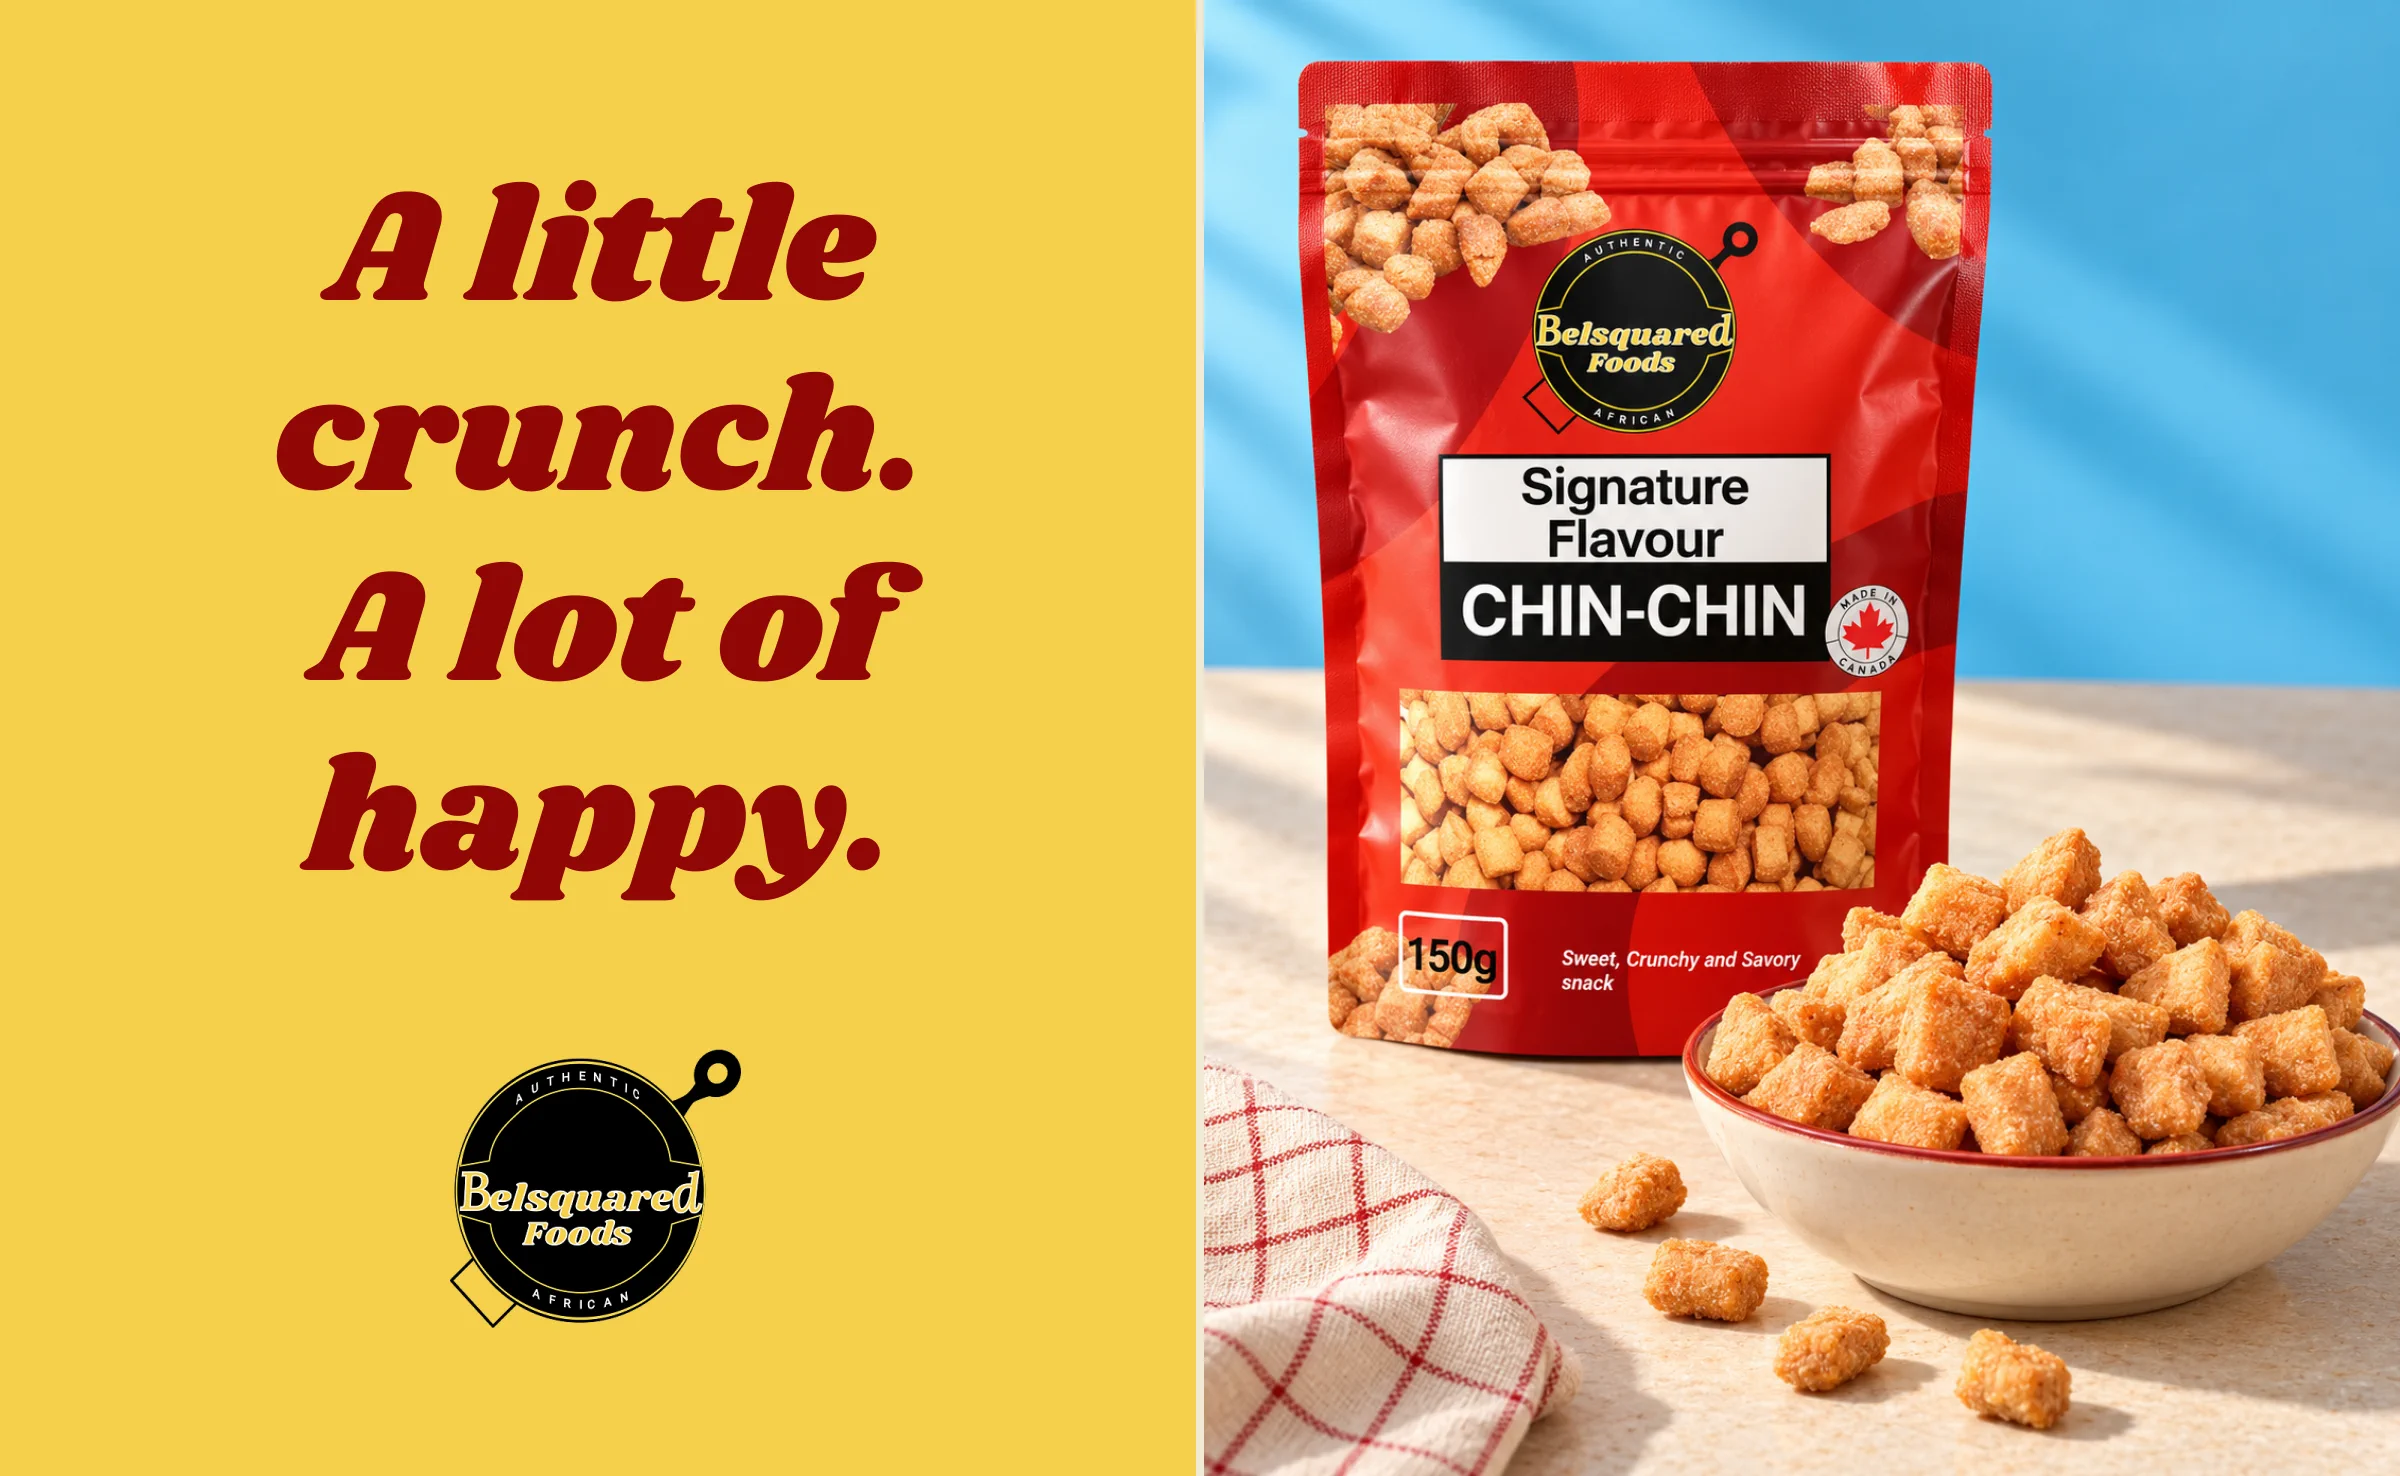 A little
crunch.
A lot of
happy.
AUTHENTIC
Belsquared
Foods
AFRICAN
AUTHENTIC
Belsquared
Foods
AFRICAN
Signature
Flavour
CHIN-CHIN
MADE IN
CANADA
150g
Sweet, Crunchy and Savory
snack